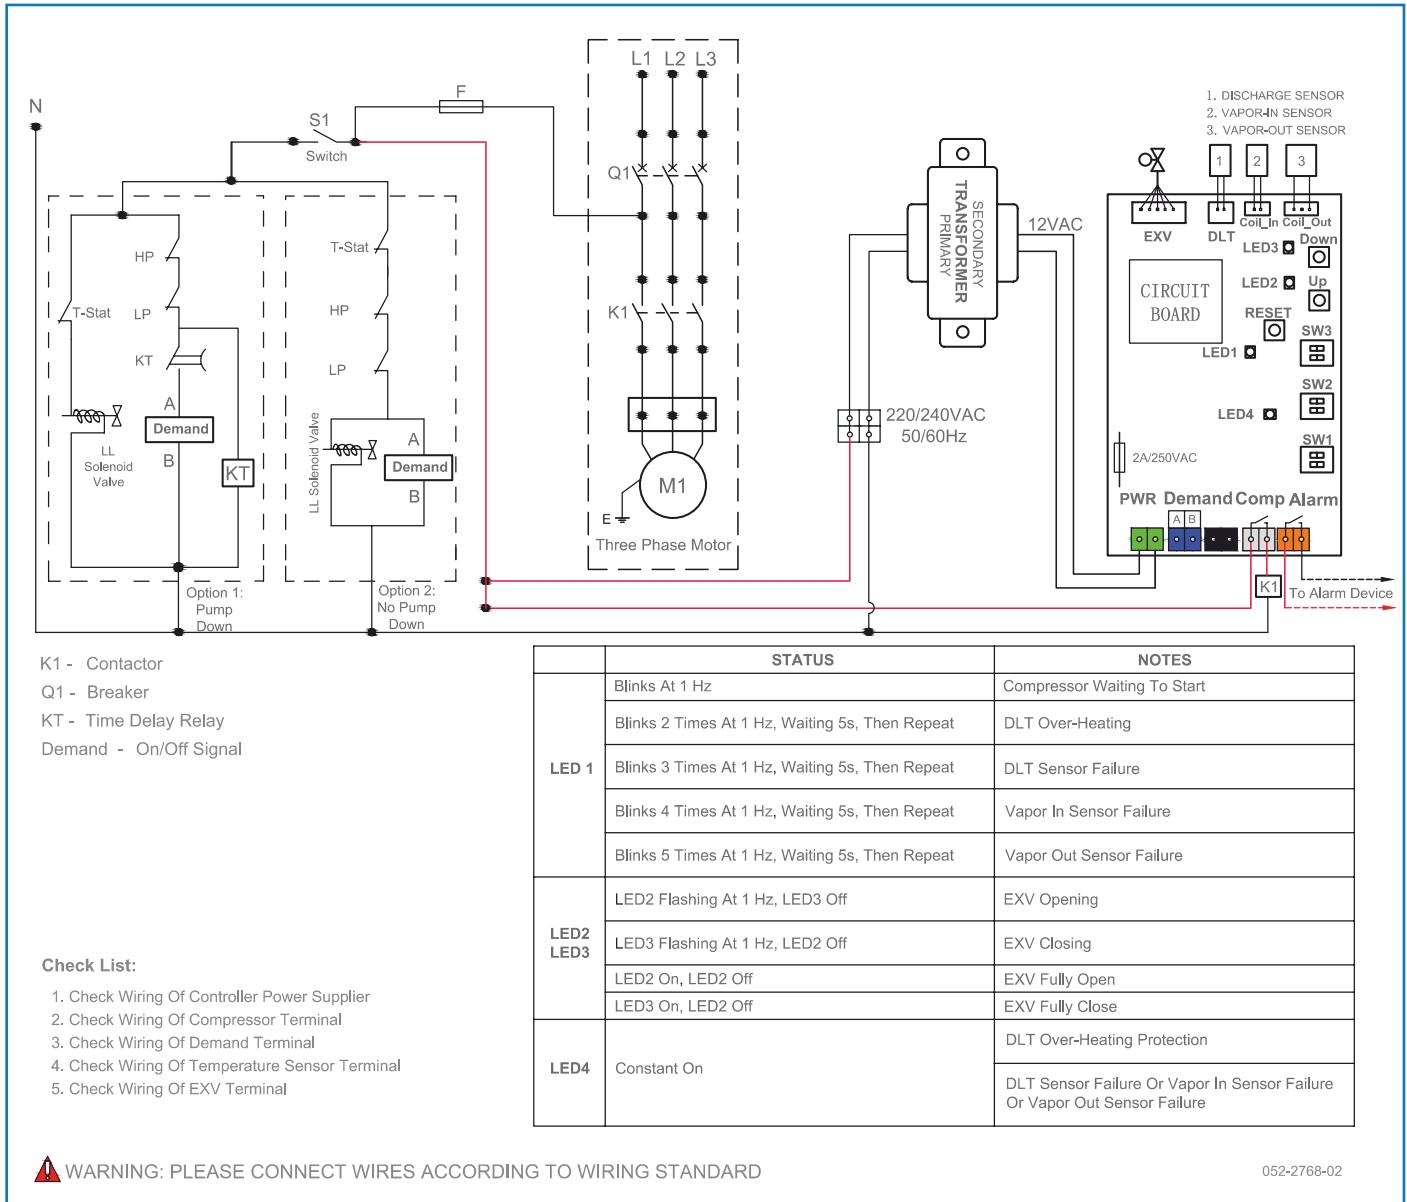 N
S1
Switch
F
L1 L2 L3
Q1
K1
M1
E
Three Phase Motor
HP
LP
T-Stat
KT
A
Demand
B
KT
LL
Solenoid
Valve
Option 1:
Pump
Down
T-Stat
HP
LP
LL Solenoid Valve
A
Demand
B
Option 2:
No Pump
Down
SECONDARY
TRANSFORMER
PRIMARY
12VAC
220/240VAC
50/60Hz
1. DISCHARGE SENSOR
2. VAPOR-IN SENSOR
3. VAPOR-OUT SENSOR
1 2 3
EXV DLT Coil_In Coil_Out
LED3 Down
LED2 Up
CIRCUIT
BOARD
RESET
SW3
LED1
SW2
LED4
SW1
2A/250VAC
PWR Demand Comp Alarm
A B
K1
To Alarm Device
K1 - Contactor
Q1 - Breaker
KT - Time Delay Relay
Demand - On/Off Signal
STATUS NOTES
LED 1
Blinks At 1 Hz Compressor Waiting To Start
Blinks 2 Times At 1 Hz, Waiting 5s, Then Repeat DLT Over-Heating
Blinks 3 Times At 1 Hz, Waiting 5s, Then Repeat DLT Sensor Failure
Blinks 4 Times At 1 Hz, Waiting 5s, Then Repeat Vapor In Sensor Failure
Blinks 5 Times At 1 Hz, Waiting 5s, Then Repeat Vapor Out Sensor Failure
LED2
LED3
LED2 Flashing At 1 Hz, LED3 Off EXV Opening
LED3 Flashing At 1 Hz, LED2 Off EXV Closing
LED2 On, LED2 Off EXV Fully Open
LED3 On, LED2 Off EXV Fully Close
LED4 Constant On
DLT Over-Heating Protection
DLT Sensor Failure Or Vapor In Sensor Failure
Or Vapor Out Sensor Failure
Check List:
1. Check Wiring Of Controller Power Supplier
2. Check Wiring Of Compressor Terminal
3. Check Wiring Of Demand Terminal
4. Check Wiring Of Temperature Sensor Terminal
5. Check Wiring Of EXV Terminal
WARNING: PLEASE CONNECT WIRES ACCORDING TO WIRING STANDARD
052-2768-02